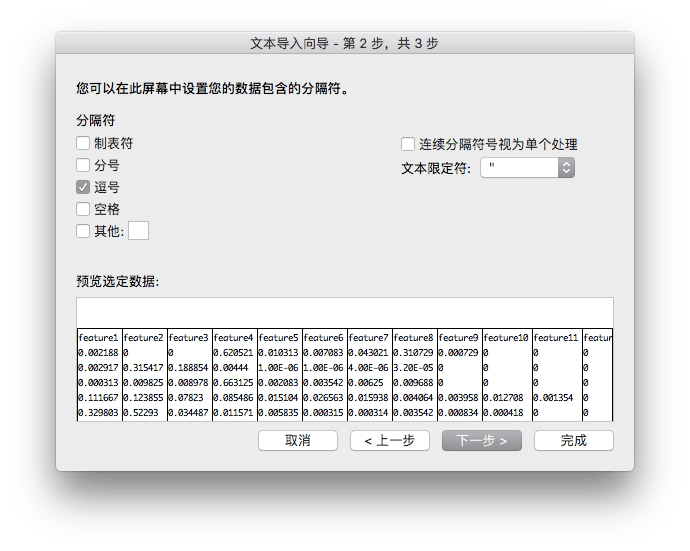 文本导入向导 - 第 2 步，共 3 步
您可以在此屏幕中设置您的数据包含的分隔符。
分隔符
制表符
连续分隔符号视为单个处理
分号
文本限定符: "
逗号
空格
其他:
预览选定数据:
feature1 feature2 feature3 feature4 feature5 feature6 feature7 feature8 feature9 feature10 feature11 featur
0.002188 0 0 0.620521 0.010313 0.007083 0.043021 0.310729 0.000729 0 0 0
0.002917 0.315417 0.188854 0.00444 1.00E-06 1.00E-06 4.00E-06 3.20E-05 0 0 0 0
0.000313 0.009825 0.008978 0.663125 0.002083 0.003542 0.00625 0.009688 0 0 0 0
0.111667 0.123855 0.07823 0.085486 0.015104 0.026563 0.015938 0.004064 0.003958 0.012708 0.001354 0
0.329803 0.52293 0.034487 0.011571 0.005835 0.000315 0.000314 0.003542 0.000834 0.000418 0 0
取消 < 上一步 下一步 > 完成